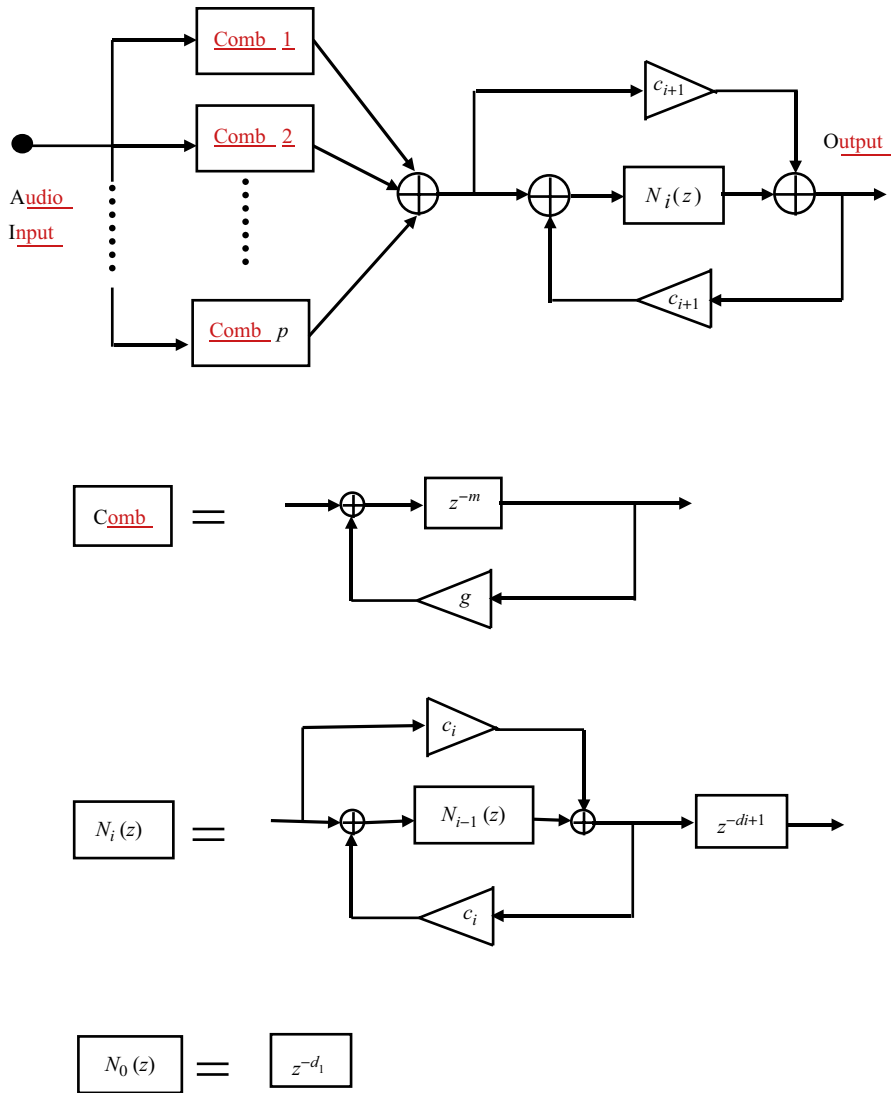 Comb 1
c_{i+1}
Comb 2
Output
Audio
Input
N_i(z)
c_{i+1}
Comb p
Comb
=
z^{-m}
g
c_i
N_i(z)
=
N_{i-1}(z)
z^{-di+1}
c_i
N_0(z)
=
z^{-d_1}